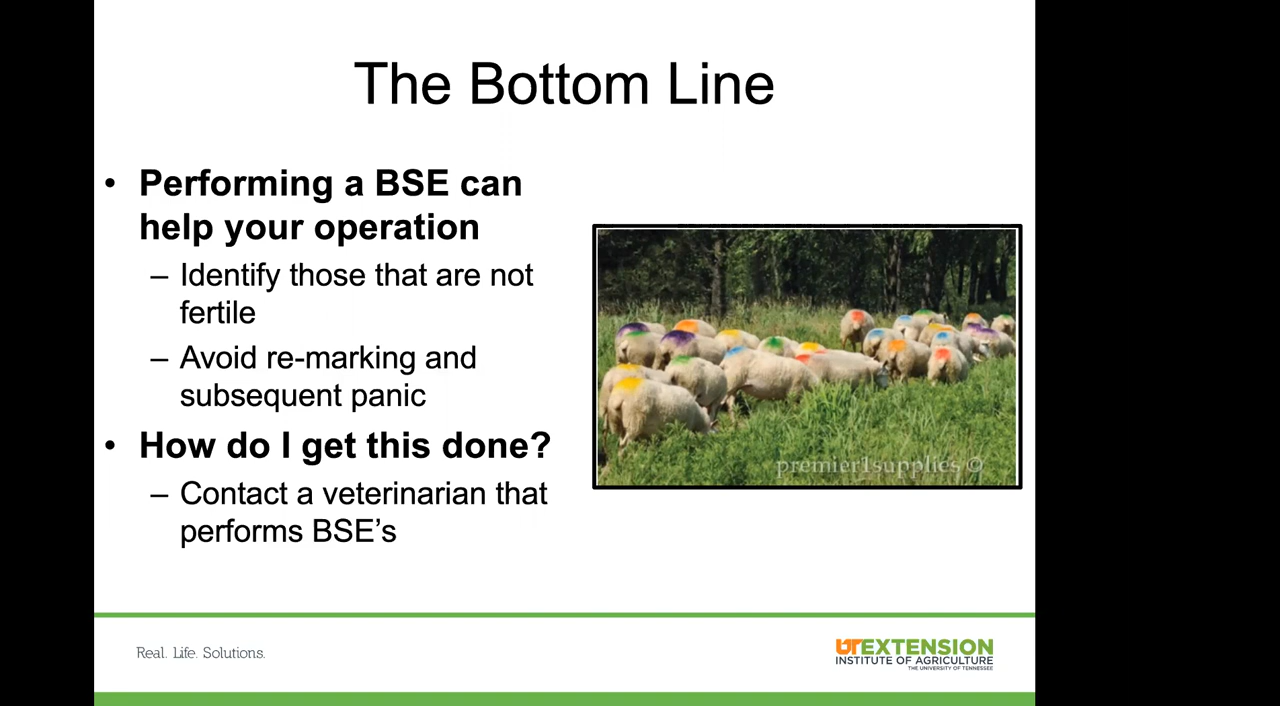 The Bottom Line
• Performing a BSE can
help your operation
– Identify those that are not
fertile
– Avoid re-marking and
subsequent panic
• How do I get this done?
– Contact a veterinarian that
performs BSE’s
premier1supplies ©
Real. Life. Solutions.
UTEXTENSION
INSTITUTE OF AGRICULTURE
THE UNIVERSITY OF TENNESSEE